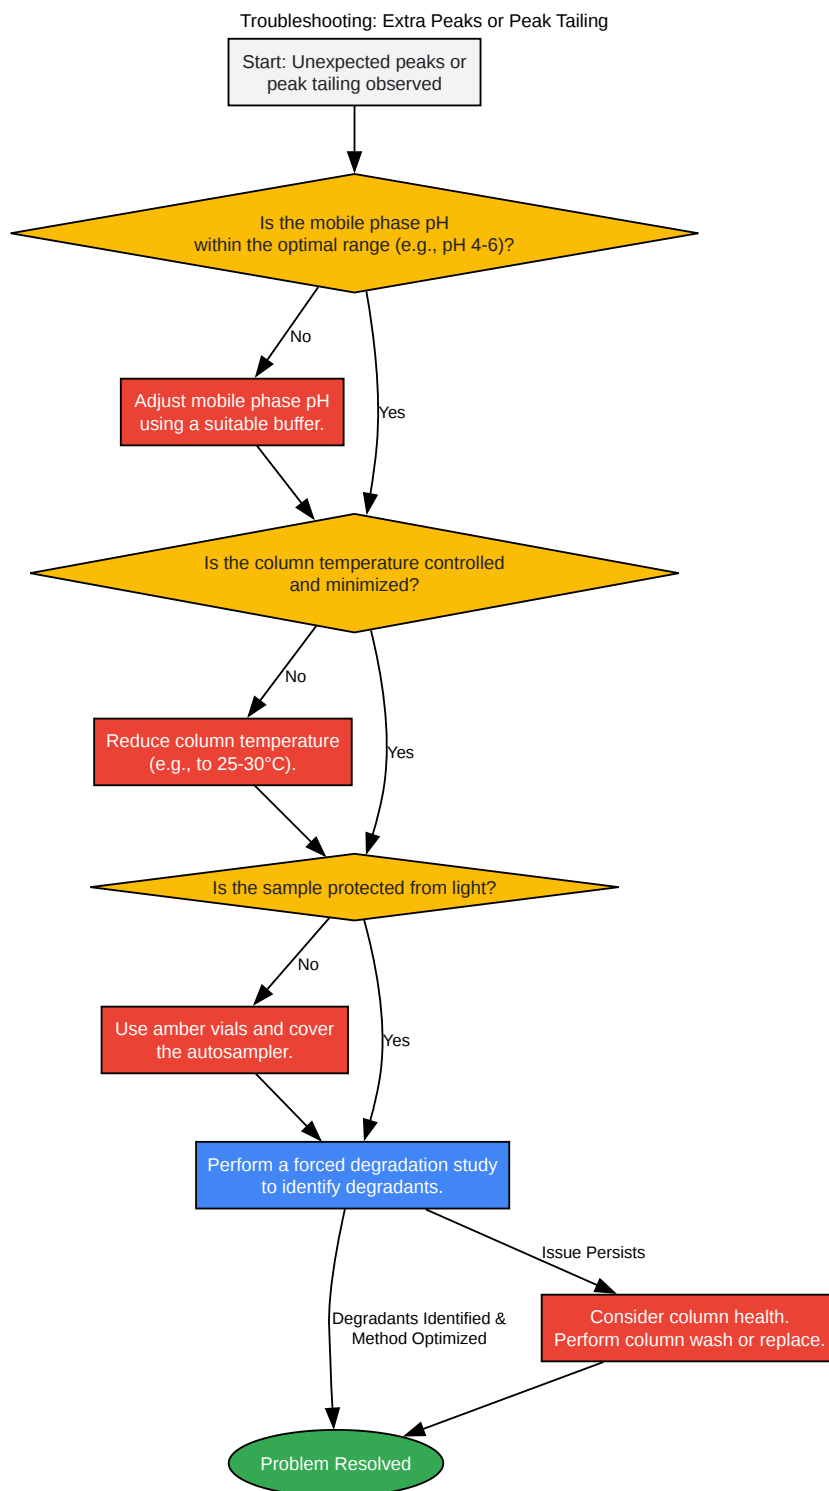 Troubleshooting: Extra Peaks or Peak Tailing
Start: Unexpected peaks or
peak tailing observed
Is the mobile phase pH
within the optimal range (e.g., pH 4-6)?
No
Adjust mobile phase pH
using a suitable buffer.
Yes
Is the column temperature controlled
and minimized?
No
Reduce column temperature
(e.g., to 25-30°C).
Yes
Is the sample protected from light?
No
Use amber vials and cover
the autosampler.
Yes
Perform a forced degradation study
to identify degradants.
Issue Persists
Degradants Identified &
Method Optimized
Consider column health.
Perform column wash or replace.
Problem Resolved